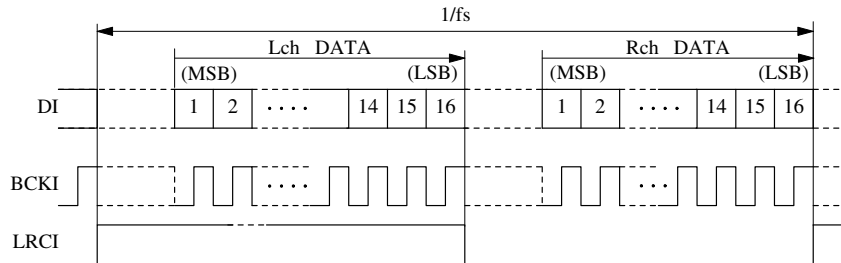 1/fs
Lch DATA Rch DATA
(MSB) (LSB) (MSB) (LSB)
DI 1 2 ···· 14 15 16 1 2 ···· 14 15 16
BCKI ···· ···
LRCI